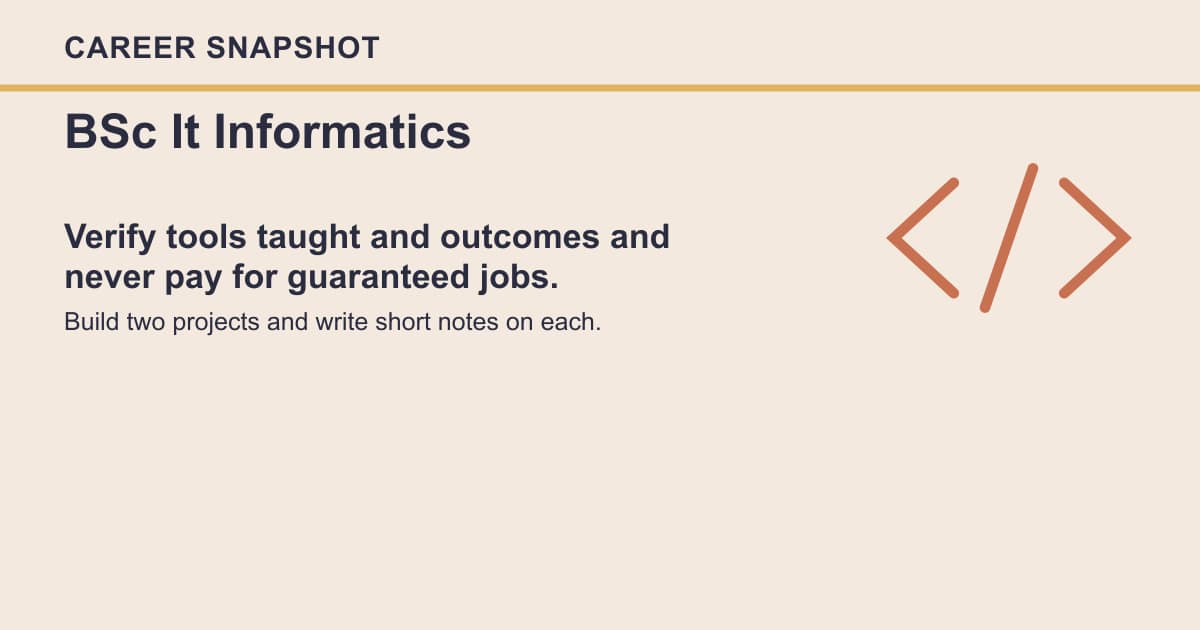 CAREER SNAPSHOT
BSc It Informatics
Verify tools taught and outcomes and
never pay for guaranteed jobs.
Build two projects and write short notes on each.